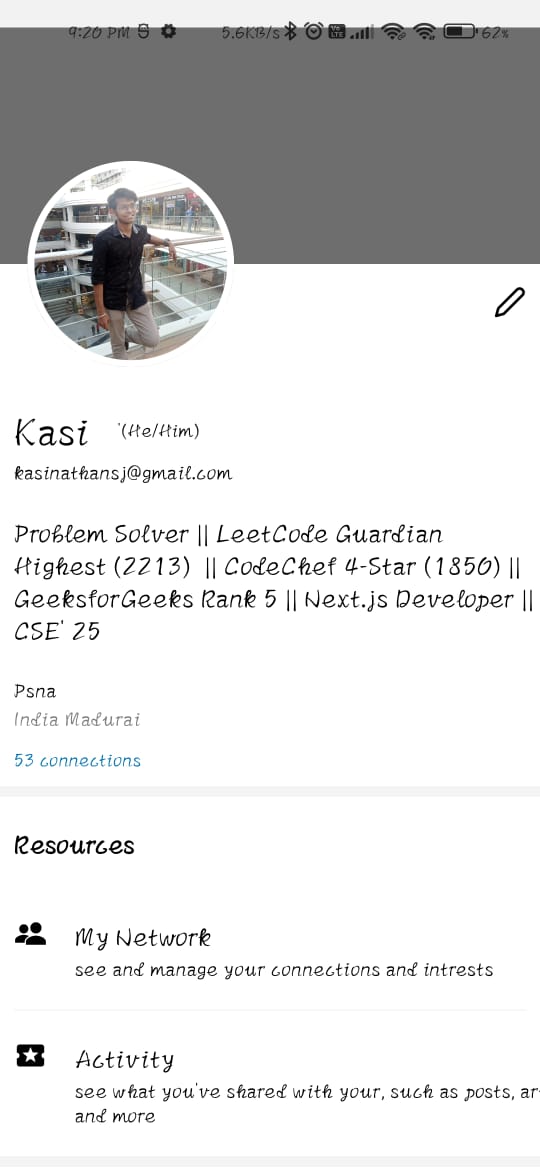 9:20 PM 5.6KB/s 62%
Kasi '(He/Him)
kasinathansj@gmail.com
Problem Solver || LeetCode Guardian
Highest (2213) || CodeChef 4-Star (1850) ||
GeeksforGeeks Rank 5 || Next.js Developer ||
CSE' 25
Psna
India Madurai
53 connections
Resources
My Network
see and manage your connections and intrests
Activity
see what you've shared with your, such as posts, ar
and more